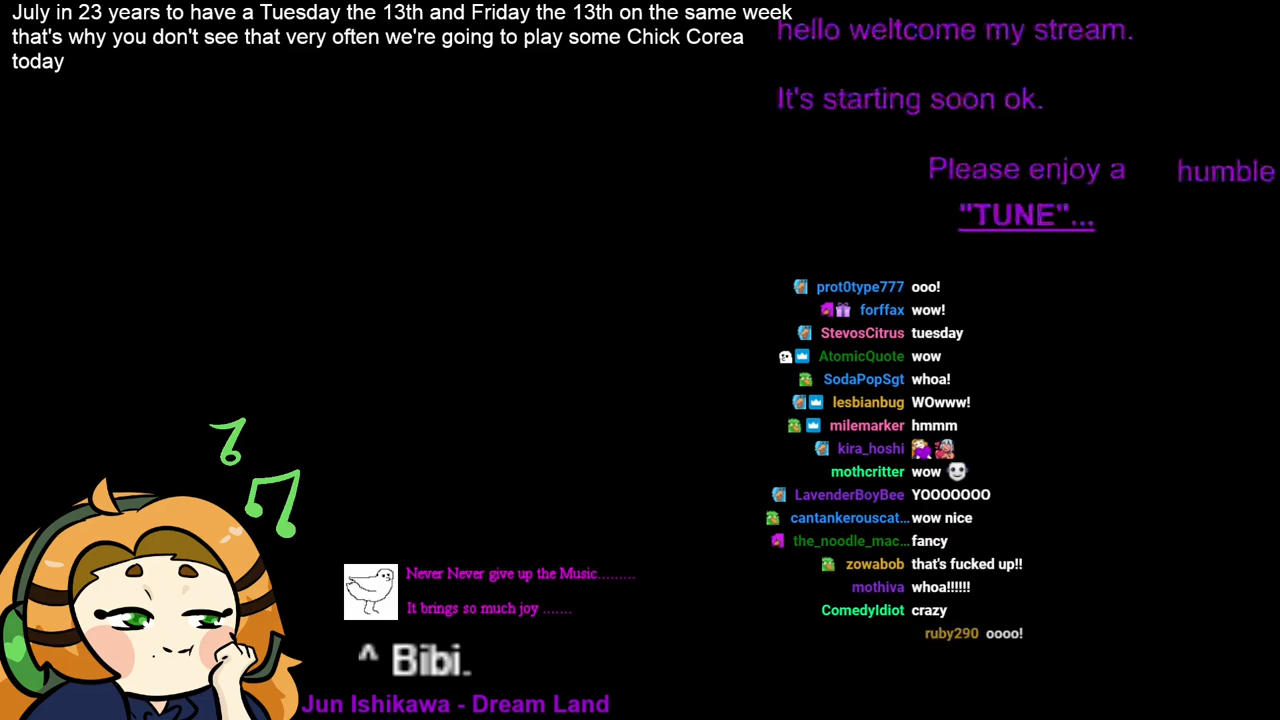 July in 23 years to have a Tuesday the 13th and Friday the 13th on the same week
that's why you don't see that very often we're going to play some Chick Corea
today
hello weltcome my stream.
It's starting soon ok.
Please enjoy a humble
"TUNE"...
prot0type777 ooo!
forffax wow!
StevosCitrus tuesday
AtomicQuote wow
SodaPopSgt whoa!
lesbianbug WOwww!
milemarker hmmm
kira_hoshi
mothcritter wow
LavenderBoyBee YOOOOOOO
cantankerouscat... wow nice
the_noodle_mac... fancy
zowabob that's fucked up!!
mothiva whoa!!!!!!
ComedyIdiot crazy
ruby290 oooo!
Never Never give up the Music.........
It brings so much joy .......
^ Bibi.
Jun Ishikawa - Dream Land